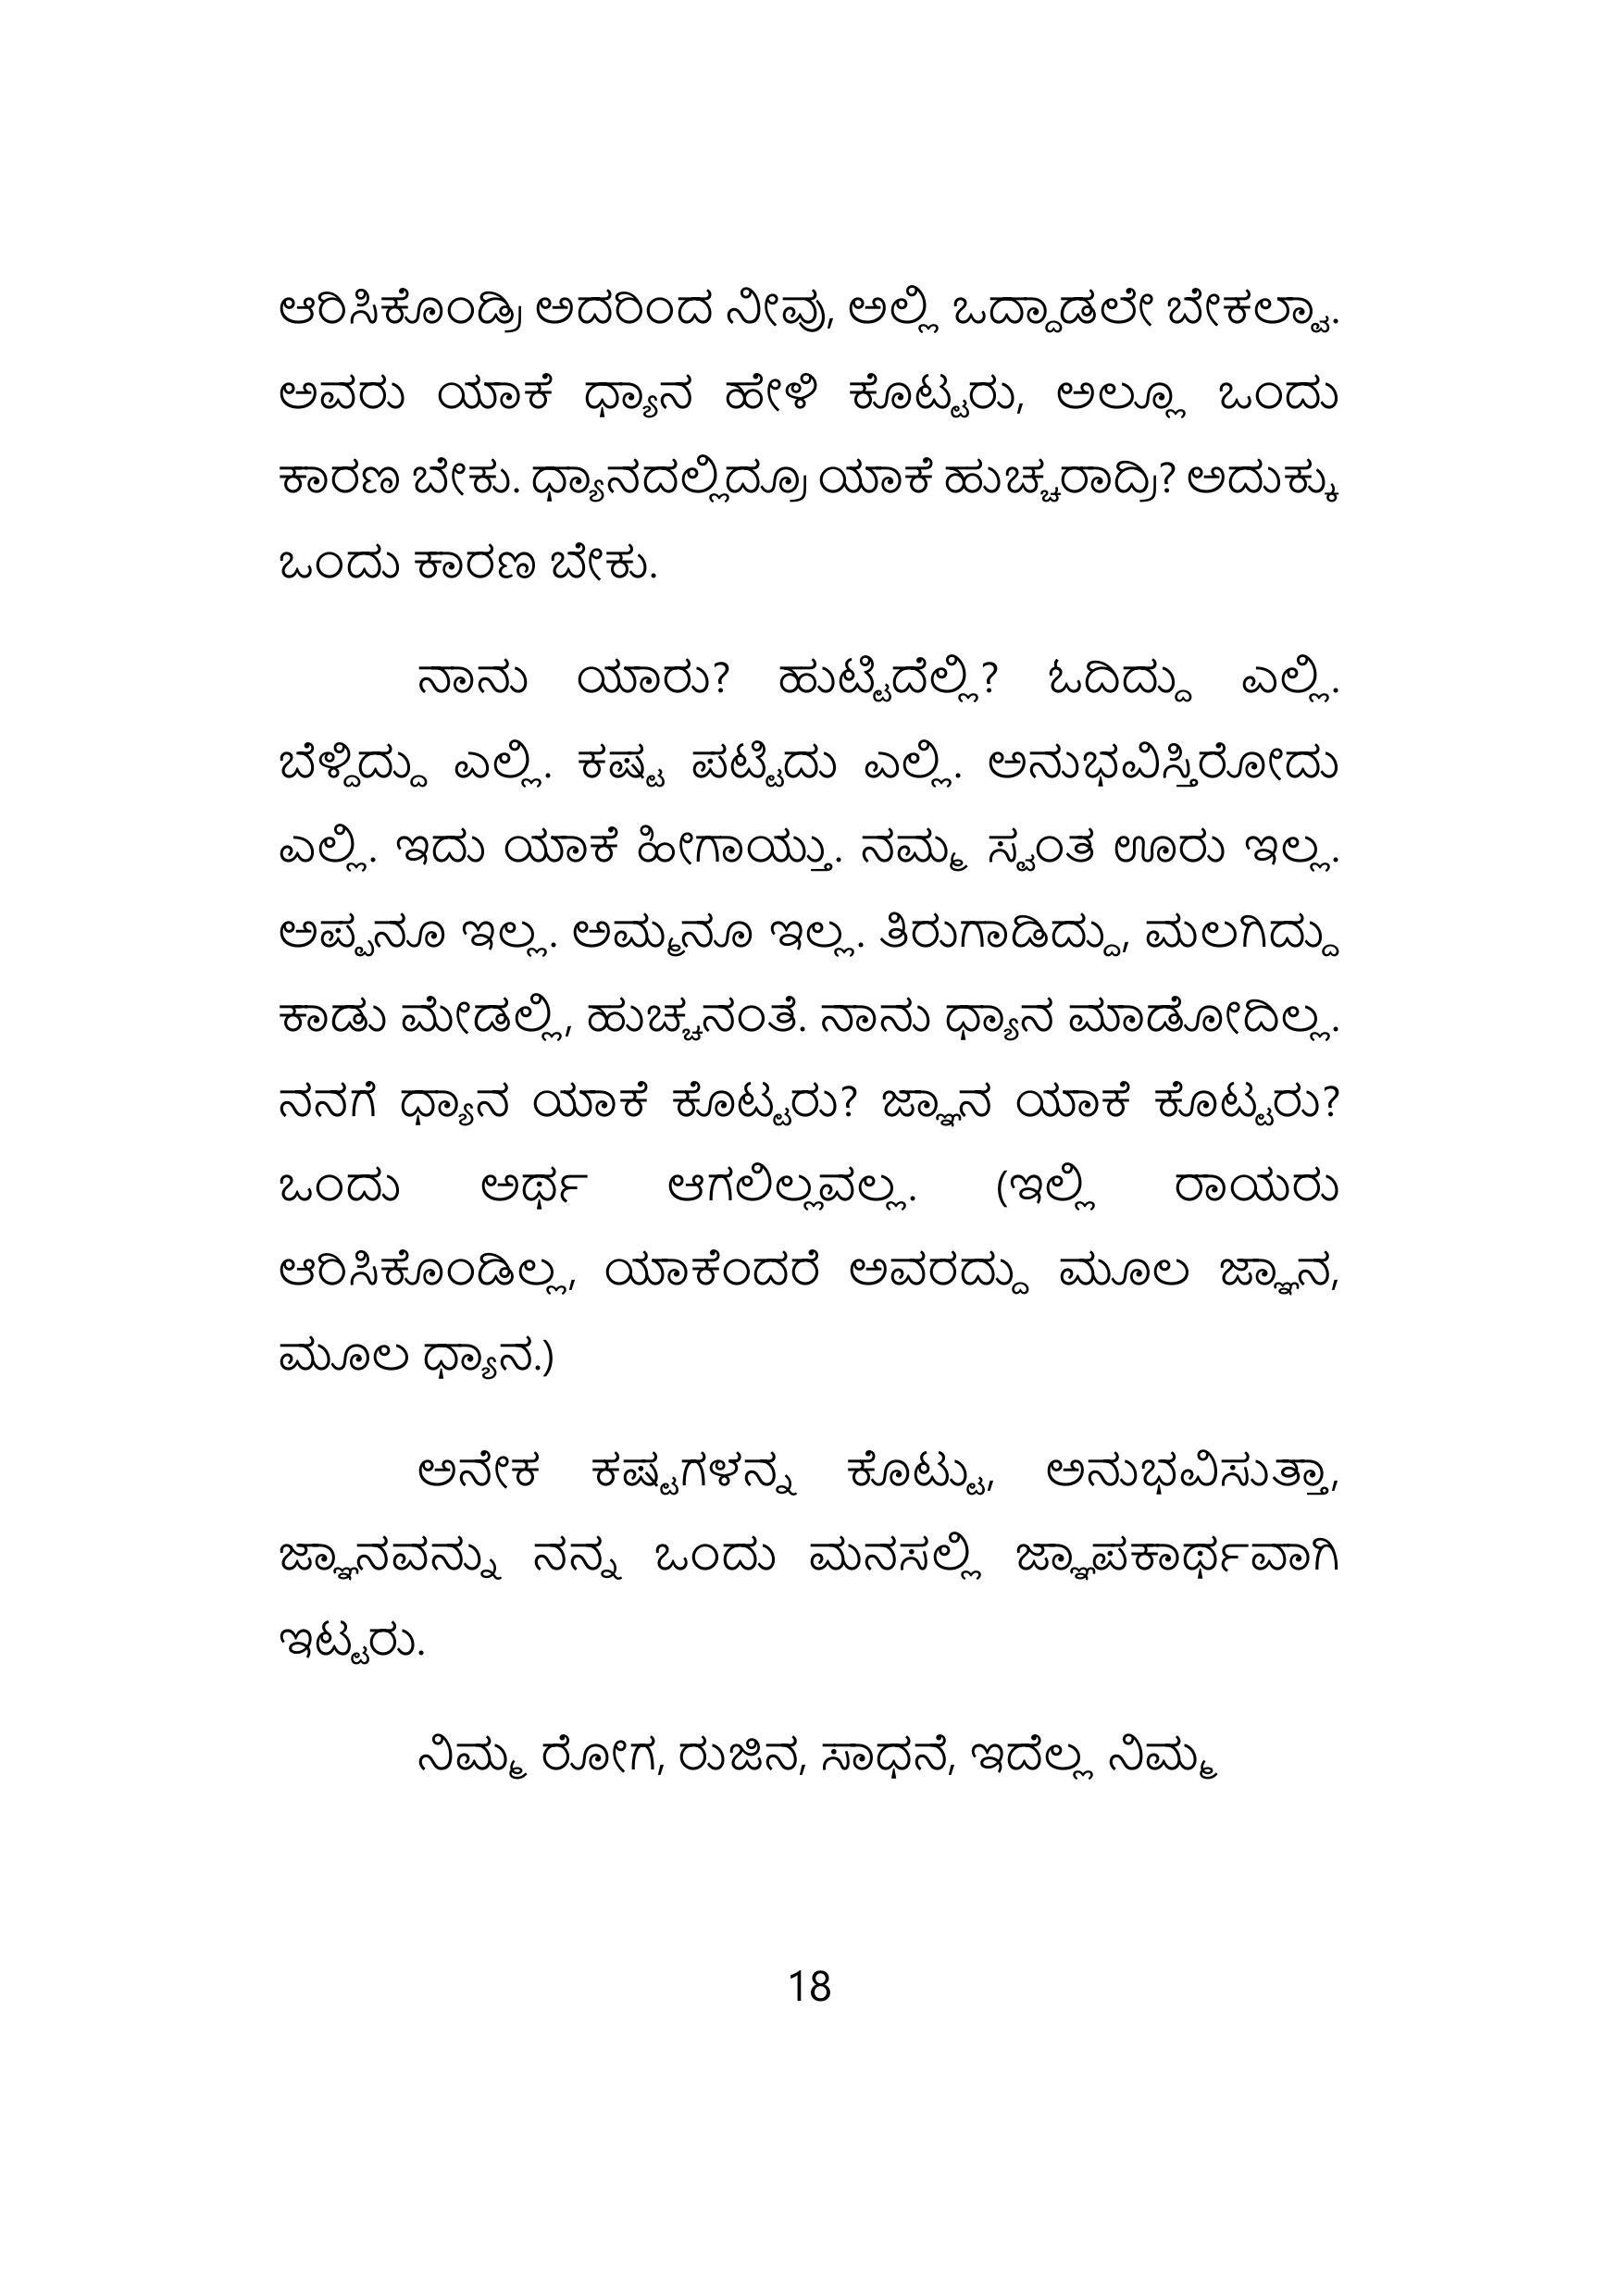 ಆರಿಸಿಕೊಂಡ್ರಿ ಅದರಿಂದ ನೀವು, ಅಲ್ಲಿ ಒದ್ದಾಡಲೇ ಬೇಕಲ್ವಾ.
ಅವರು ಯಾಕೆ ಧ್ಯಾನ ಹೇಳಿ ಕೊಟ್ಟರು, ಅಲ್ಲೂ ಒಂದು
ಕಾರಣ ಬೇಕು. ಧ್ಯಾನದಲ್ಲಿದ್ರೂ ಯಾಕೆ ಹುಚ್ಚರಾದ್ರಿ? ಅದುಕ್ಕು
ಒಂದು ಕಾರಣ ಬೇಕು.
ನಾನು ಯಾರು? ಹುಟ್ಟಿದೆಲ್ಲಿ? ಓದಿದ್ದು ಎಲ್ಲಿ.
ಬೆಳ್ದಿದ್ದು ಎಲ್ಲಿ. ಕಷ್ಟ ಪಟ್ಟಿದು ಎಲ್ಲಿ. ಅನುಭವಿಸ್ತಿರೋದು
ಎಲ್ಲಿ. ಇದು ಯಾಕೆ ಹೀಗಾಯ್ತು. ನಮ್ಮ ಸ್ವಂತ ಊರು ಇಲ್ಲ.
ಅಪ್ಪನೂ ಇಲ್ಲ. ಅಮ್ಮನೂ ಇಲ್ಲ. ತಿರುಗಾಡಿದ್ದು, ಮಲಗಿದ್ದು
ಕಾಡು ಮೇಡಲ್ಲಿ, ಹುಚ್ಚನಂತೆ. ನಾನು ಧ್ಯಾನ ಮಾಡೋದಿಲ್ಲ.
ನನಗೆ ಧ್ಯಾನ ಯಾಕೆ ಕೊಟ್ಟರು? ಜ್ಞಾನ ಯಾಕೆ ಕೊಟ್ಟರು?
ಒಂದು ಅರ್ಥ ಆಗಲಿಲ್ಲವಲ್ಲ. (ಇಲ್ಲಿ ರಾಯರು
ಆರಿಸಿಕೊಂಡಿಲ್ಲ, ಯಾಕೆಂದರೆ ಅವರದ್ದು ಮೂಲ ಜ್ಞಾನ,
ಮೂಲ ಧ್ಯಾನ.)
ಅನೇಕ ಕಷ್ಟಗಳನ್ನ ಕೊಟ್ಟು, ಅನುಭವಿಸುತ್ತಾ,
ಜ್ಞಾನವನ್ನು ನನ್ನ ಒಂದು ಮನಸಲ್ಲಿ ಜ್ಞಾಪಕಾರ್ಥವಾಗಿ
ಇಟ್ಟರು.
ನಿಮ್ಮ ರೋಗ, ರುಜಿನ, ಸಾಧನೆ, ಇದೆಲ್ಲ ನಿಮ್ಮ
18